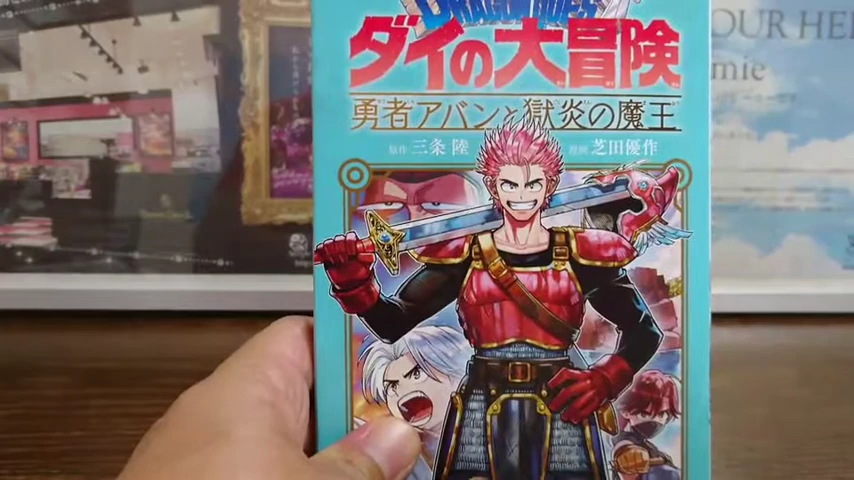 DRAGON QUEST
ダイの大冒険
勇者アバンと獄炎の魔王
原作 三条 陸 漫画 芝田優作
OUR HE
mie